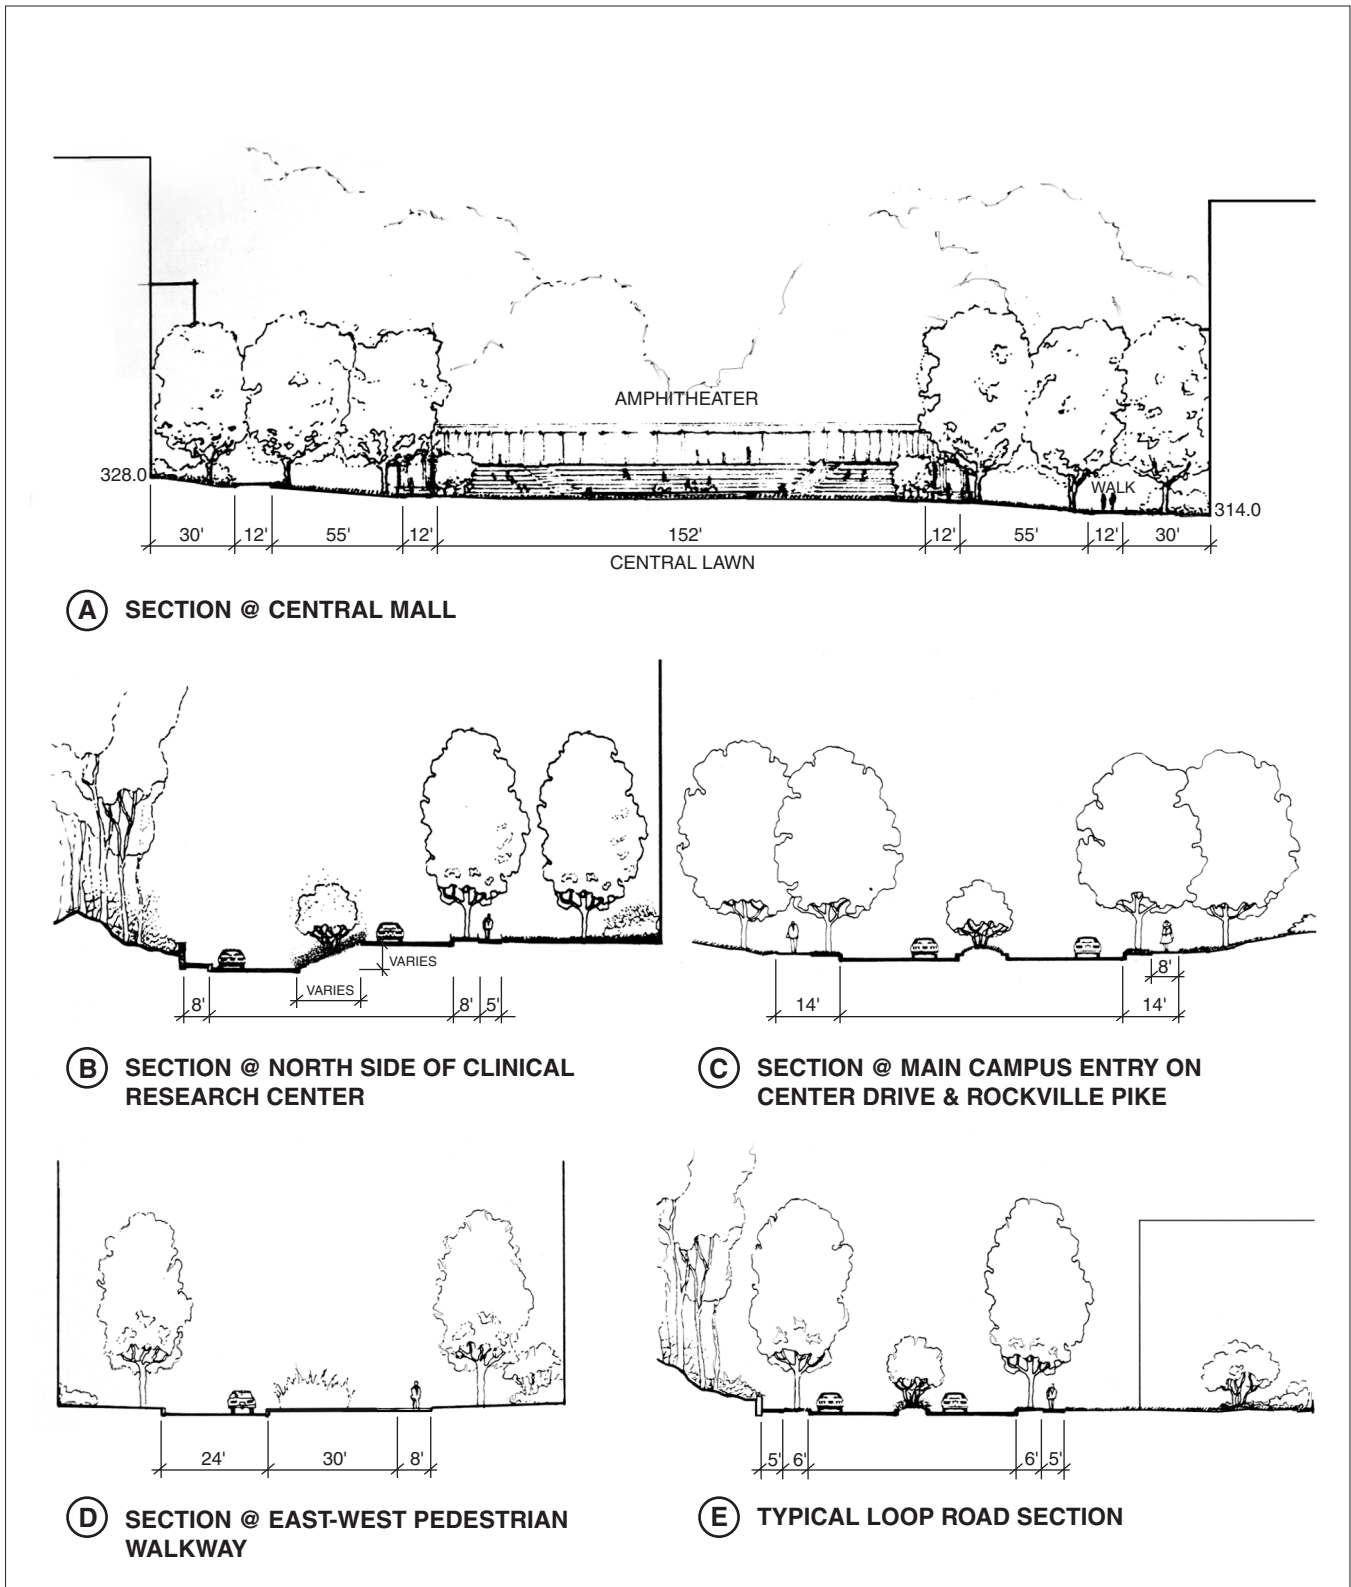 AMPHITHEATER
328.0
WALK
314.0
30' 12' 55' 12' 152' 12' 55' 12' 30'
CENTRAL LAWN
A SECTION @ CENTRAL MALL
VARIES
VARIES
8' 8' 5'
B SECTION @ NORTH SIDE OF CLINICAL
RESEARCH CENTER
8'
14' 14'
C SECTION @ MAIN CAMPUS ENTRY ON
CENTER DRIVE & ROCKVILLE PIKE
24' 30' 8'
D SECTION @ EAST-WEST PEDESTRIAN
WALKWAY
5' 6' 6' 5'
E TYPICAL LOOP ROAD SECTION